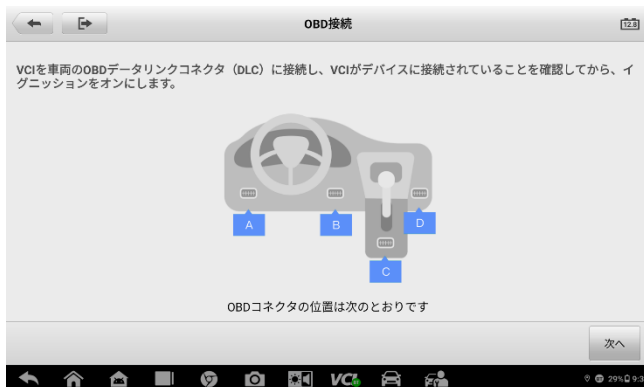 OBD接続
12.8
VCIを車両のOBDデータリンクコネクタ（DLC）に接続し、VCIがデバイスに接続されていることを確認してから、イ
グニッションをオンにします。
A
B
D
C
OBDコネクタの位置は次のとおりです
次へ
VCI
29%